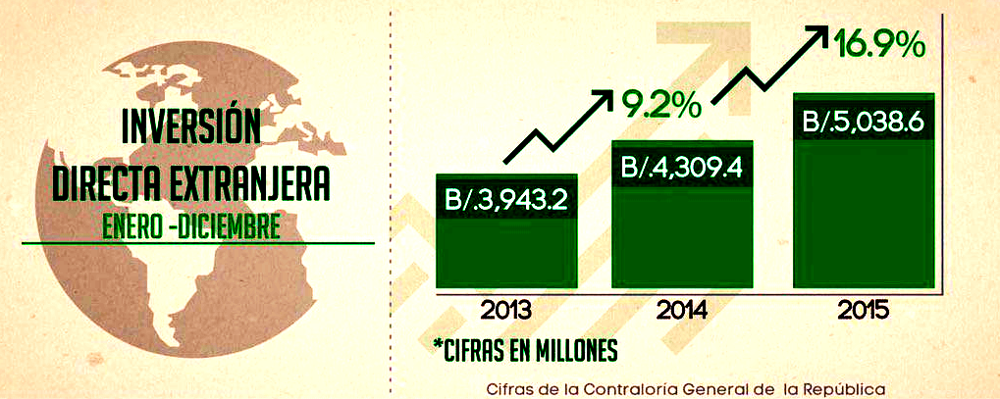 INVERSIÓN
DIRECTA EXTRANJERA
ENERO -DICIEMBRE
16.9%
9.2%
B/.5,038.6
B/.4,309.4
B/.3,943.2
2013
2014
2015
*CIFRAS EN MILLONES
Cifras de la Contraloría General de la República